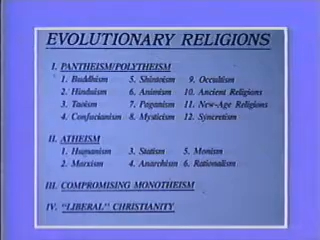 EVOLUTIONARY RELIGIONS
I. PANTHEISM/POLYTHEISM
1. Buddhism 5. Shintoism 9. Occultism
2. Hinduism 6. Animism 10. Ancient Religions
3. Taoism 7. Paganism 11. New-Age Religions
4. Confucianism 8. Mysticism 12. Syncretism
II. ATHEISM
1. Humanism 3. Statism 5. Monism
2. Marxism 4. Anarchism 6. Rationalism
III. COMPROMISING MONOTHEISM
IV. "LIBERAL" CHRISTIANITY